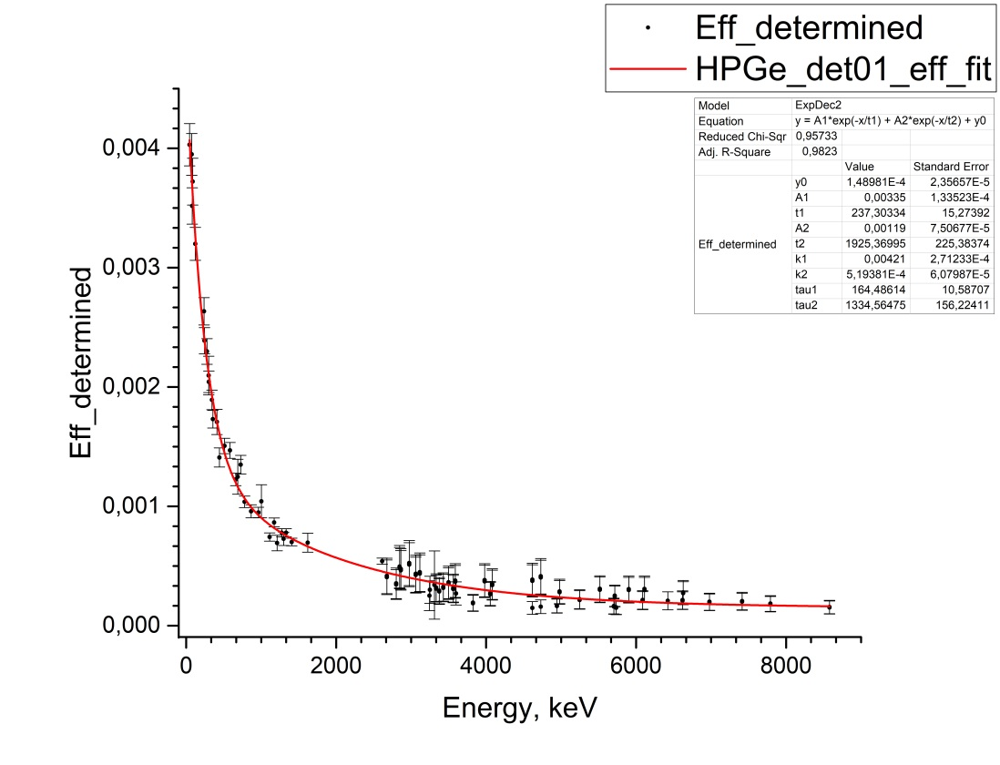 Eff_determined
HPGe_det01_eff_fit
Model ExpDec2
Equation y = A1*exp(-x/t1) + A2*exp(-x/t2) + y0
Reduced Chi-Sqr 0,95733
Adj. R-Square 0,9823
Value Standard Error
y0 1,48981E-4 2,35657E-5
A1 0,00335 1,33523E-4
t1 237,30334 15,27392
A2 0,00119 7,50677E-5
Eff_determined t2 1925,36995 225,38374
k1 0,00421 2,71233E-4
k2 5,19381E-4 6,07987E-5
tau1 164,48614 10,58707
tau2 1334,56475 156,22411
0,004
0,003
0,002
0,001
0,000
Eff_determined
0 2000 4000 6000 8000
Energy, keV